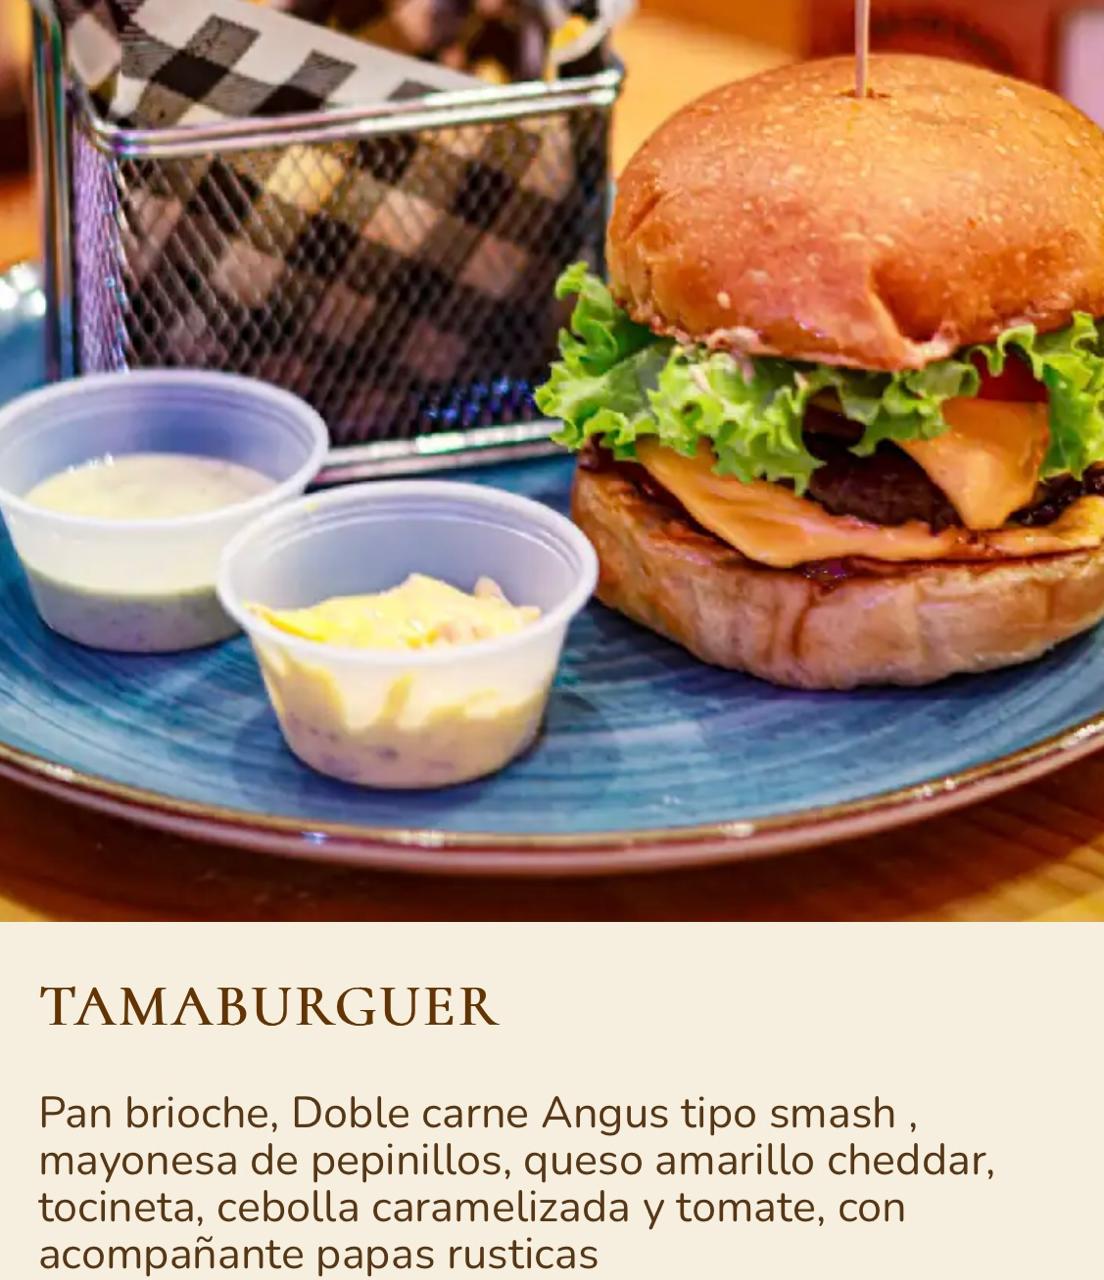 TAMABURGUER
Pan brioche, Doble carne Angus tipo smash ,
mayonesa de pepinillos, queso amarillo cheddar,
tocineta, cebolla caramelizada y tomate, con
acompañante papas rusticas